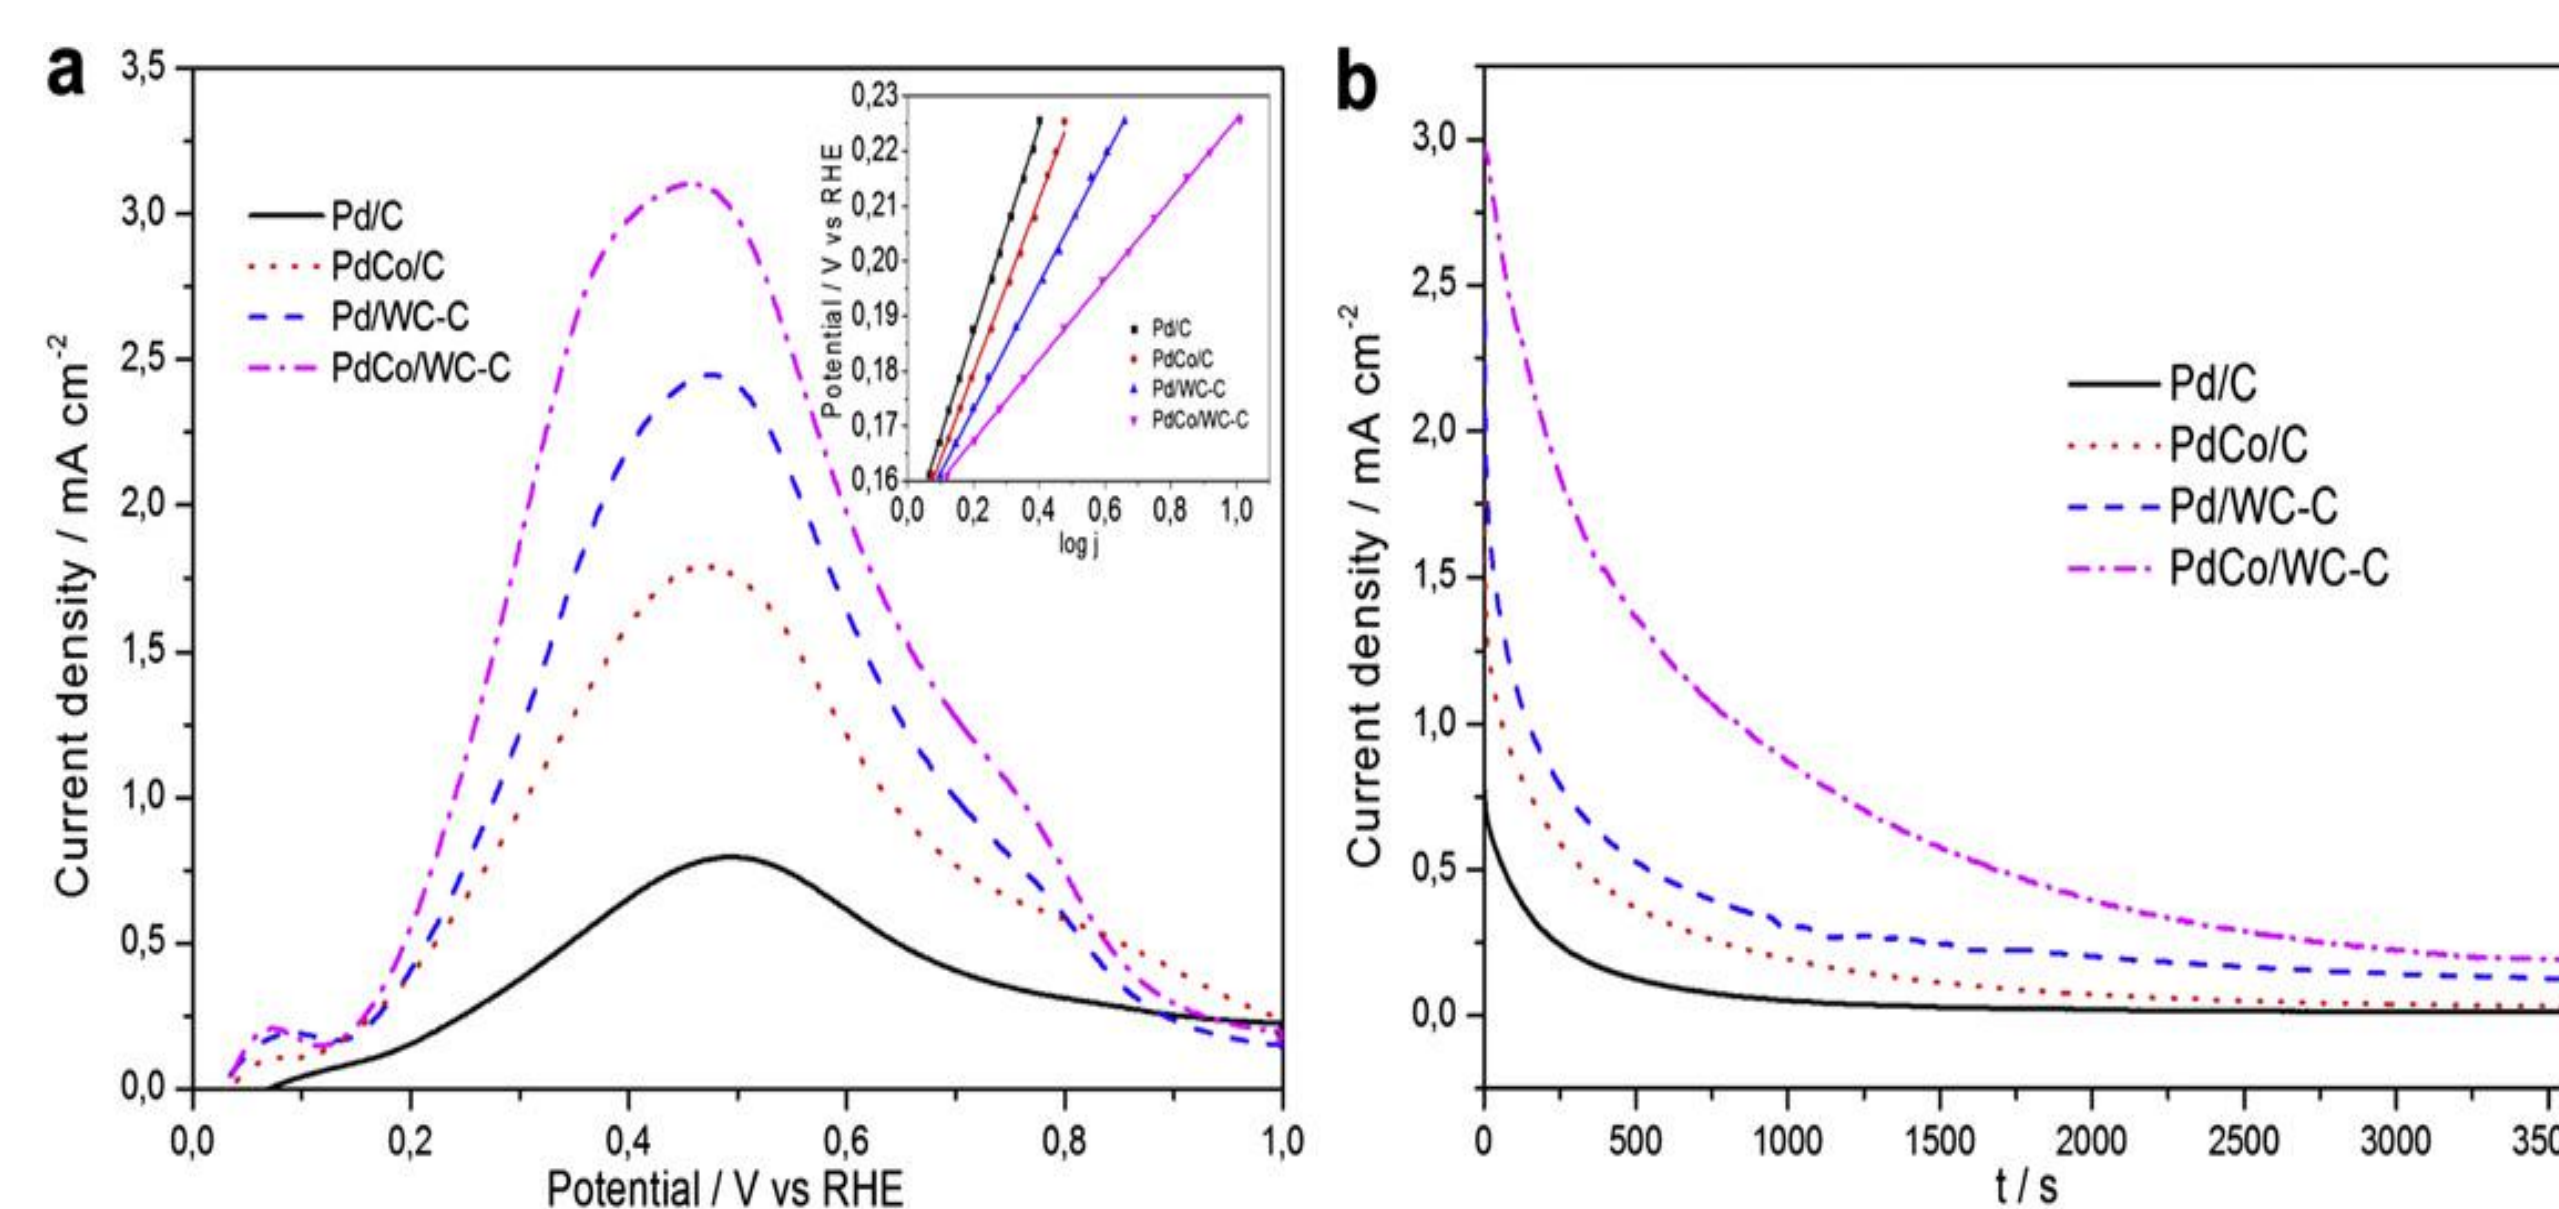 a
3,5
3,0
2,5
2,0
1,5
1,0
0,5
0,0
Current density / mA cm-2
Pd/C
PdCo/C
Pd/WC-C
PdCo/WC-C
0,0 0,2 0,4 0,6 0,8 1,0
Potential / V vs RHE
0,23
0,22
0,21
0,20
0,19
0,18
0,17
0,16
Potential / V vs RHE
Pd/C
PdCo/C
Pd/WC-C
PdCo/WC-C
0,0 0,2 0,4 0,6 0,8 1,0
log j
b
3,0
2,5
2,0
1,5
1,0
0,5
0,0
Current density / mA cm-2
Pd/C
PdCo/C
Pd/WC-C
PdCo/WC-C
0 500 1000 1500 2000 2500 3000
t / s